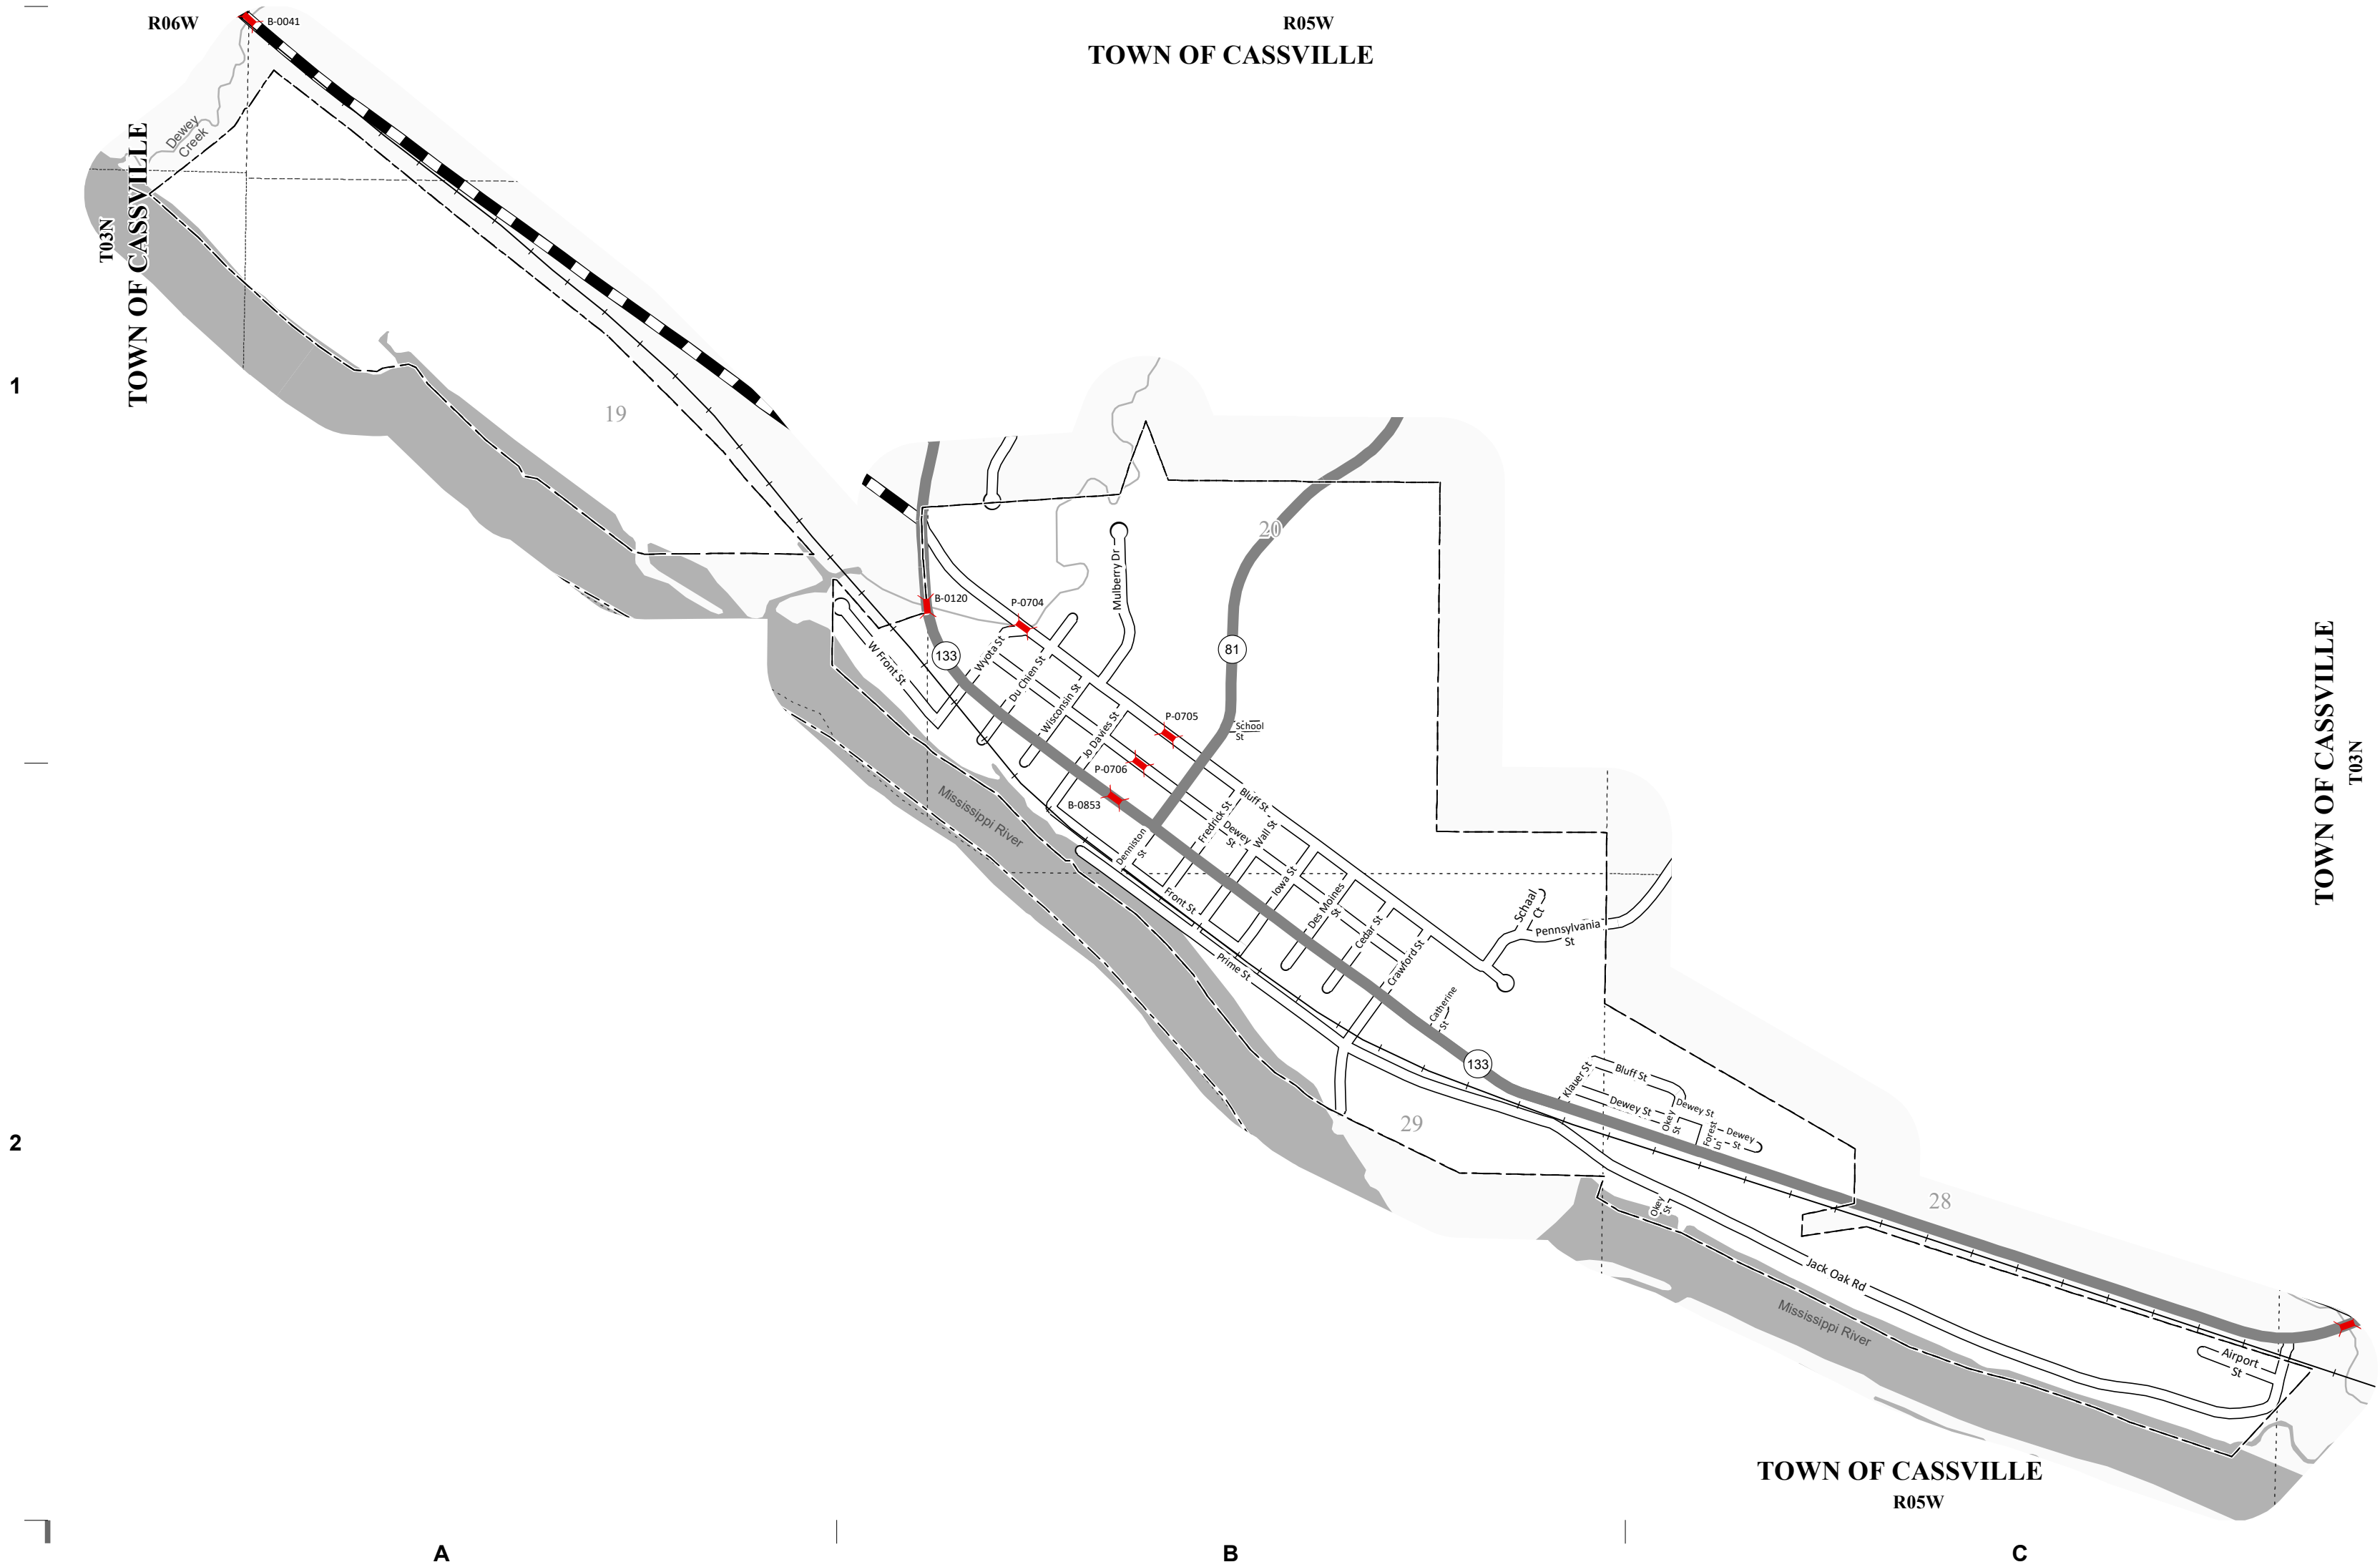 R06W
B-0041
R05W
TOWN OF CASSVILLE
Dewey
Creek
TOWN OF CASSVILLE
T03N
1
19
20
Mulberry Dr
B-0120
P-0704
133
81
W Front St
Wyota St
Du Chien St
Wisconsin St
Jo Davies St
P-0705
School
St
P-0706
B-0853
TOWN OF CASSVILLE
T03N
Mississippi River
Bluff St
Fredrick St
Dewey
St
Wall St
Denniston
St
Front St
Iowa St
Des Moines
St
Cedar St
Crawford St
Schaal
Ct
Pennsylvania
St
Prime St
Catherine
St
133
Klauer St
Bluff St
Dewey St
Dewey St
Okey
St
Forest
Ln
Dewey
St
2
29
28
Okey
St
Jack Oak Rd
Mississippi River
Airport
St
TOWN OF CASSVILLE
R05W
A
B
C